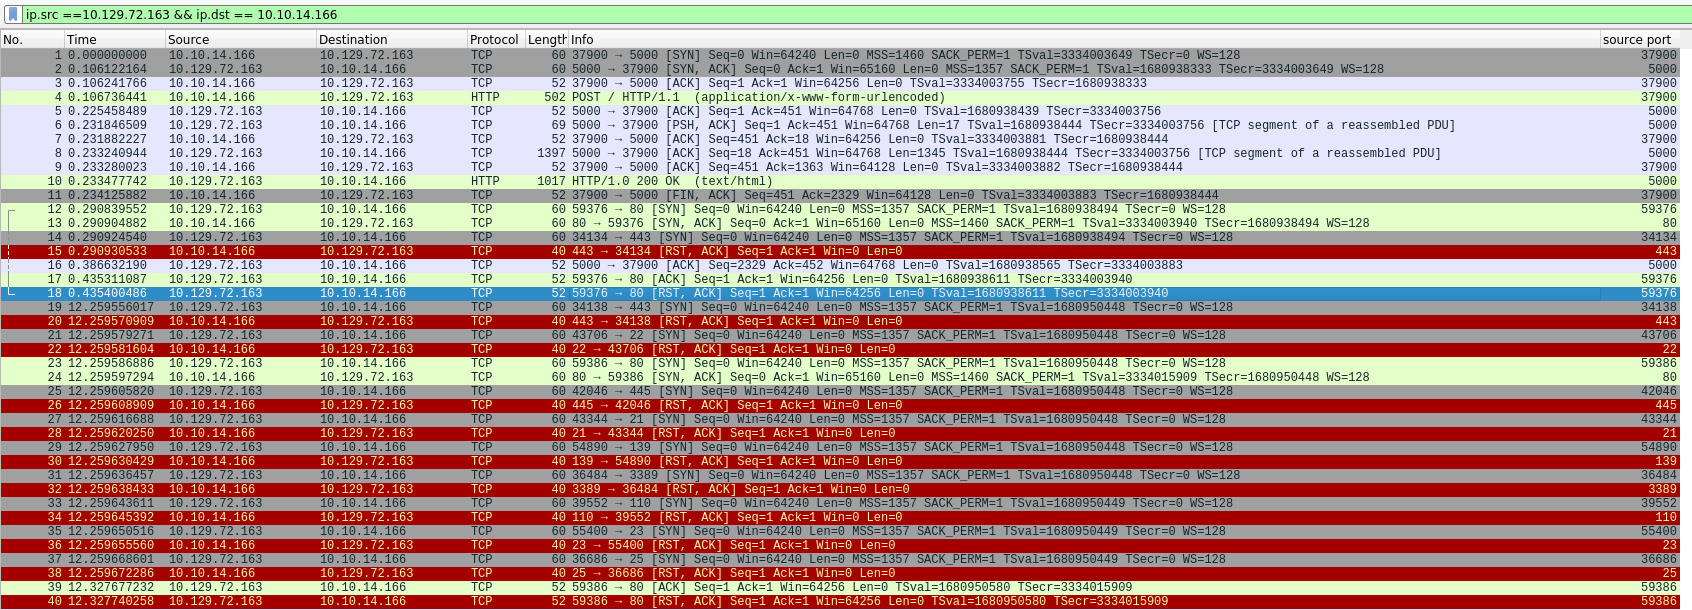 ip.src ==10.129.72.163 && ip.dst == 10.10.14.166
No. Time Source Destination Protocol Length Info source port
1 0.000000000 10.10.14.166 10.129.72.163 TCP 60 37900 → 5000 [SYN] Seq=0 Win=64240 Len=0 MSS=1460 SACK_PERM=1 TSval=3334003649 TSecr=0 WS=128 37900
2 0.106122164 10.129.72.163 10.10.14.166 TCP 60 5000 → 37900 [SYN, ACK] Seq=0 Ack=1 Win=65160 Len=0 MSS=1357 SACK_PERM=1 TSval=1680938333 TSecr=3334003649 WS=128 5000
3 0.106241766 10.10.14.166 10.129.72.163 TCP 52 37900 → 5000 [ACK] Seq=1 Ack=1 Win=64256 Len=0 TSval=3334003755 TSecr=1680938333 37900
4 0.106736441 10.10.14.166 10.129.72.163 HTTP 502 POST / HTTP/1.1 (application/x-www-form-urlencoded) 37900
5 0.225458489 10.129.72.163 10.10.14.166 TCP 52 5000 → 37900 [ACK] Seq=1 Ack=451 Win=64768 Len=0 TSval=1680938439 TSecr=3334003756 5000
6 0.231846509 10.129.72.163 10.10.14.166 TCP 69 5000 → 37900 [PSH, ACK] Seq=1 Ack=451 Win=64768 Len=17 TSval=1680938444 TSecr=3334003756 [TCP segment of a reassembled PDU] 5000
7 0.231882227 10.10.14.166 10.129.72.163 TCP 52 37900 → 5000 [ACK] Seq=451 Ack=18 Win=64256 Len=0 TSval=3334003881 TSecr=1680938444 37900
8 0.233240944 10.129.72.163 10.10.14.166 TCP 1397 5000 → 37900 [ACK] Seq=18 Ack=451 Win=64768 Len=1345 TSval=1680938444 TSecr=3334003756 [TCP segment of a reassembled PDU] 5000
9 0.233280023 10.10.14.166 10.129.72.163 TCP 52 37900 → 5000 [ACK] Seq=451 Ack=1363 Win=64128 Len=0 TSval=3334003882 TSecr=1680938444 37900
10 0.233477742 10.129.72.163 10.10.14.166 HTTP 1017 HTTP/1.0 200 OK (text/html) 5000
11 0.234125882 10.10.14.166 10.129.72.163 TCP 52 37900 → 5000 [FIN, ACK] Seq=451 Ack=2329 Win=64128 Len=0 TSval=3334003883 TSecr=1680938444 37900
12 0.290839552 10.129.72.163 10.10.14.166 TCP 60 59376 → 80 [SYN] Seq=0 Win=64240 Len=0 MSS=1357 SACK_PERM=1 TSval=1680938494 TSecr=0 WS=128 59376
13 0.290904882 10.10.14.166 10.129.72.163 TCP 60 80 → 59376 [SYN, ACK] Seq=0 Ack=1 Win=65160 Len=0 MSS=1460 SACK_PERM=1 TSval=3334003940 TSecr=1680938494 WS=128 80
14 0.290924540 10.129.72.163 10.10.14.166 TCP 60 34134 → 443 [SYN] Seq=0 Win=64240 Len=0 MSS=1357 SACK_PERM=1 TSval=1680938494 TSecr=0 WS=128 34134
15 0.290930533 10.10.14.166 10.129.72.163 TCP 40 443 → 34134 [RST, ACK] Seq=1 Ack=1 Win=0 Len=0 443
16 0.386632190 10.129.72.163 10.10.14.166 TCP 52 5000 → 37900 [ACK] Seq=2329 Ack=452 Win=64768 Len=0 TSval=1680938565 TSecr=3334003883 5000
17 0.435311087 10.129.72.163 10.10.14.166 TCP 52 59376 → 80 [ACK] Seq=1 Ack=1 Win=64256 Len=0 TSval=1680938611 TSecr=3334003940 59376
18 0.435400486 10.129.72.163 10.10.14.166 TCP 52 59376 → 80 [RST, ACK] Seq=1 Ack=1 Win=64256 Len=0 TSval=1680938611 TSecr=3334003940 59376
19 12.259556017 10.129.72.163 10.10.14.166 TCP 60 34138 → 443 [SYN] Seq=0 Win=64240 Len=0 MSS=1357 SACK_PERM=1 TSval=1680950448 TSecr=0 WS=128 34138
20 12.259570909 10.10.14.166 10.129.72.163 TCP 40 443 → 34138 [RST, ACK] Seq=1 Ack=1 Win=0 Len=0 443
21 12.259579271 10.129.72.163 10.10.14.166 TCP 60 43706 → 22 [SYN] Seq=0 Win=64240 Len=0 MSS=1357 SACK_PERM=1 TSval=1680950448 TSecr=0 WS=128 43706
22 12.259581604 10.10.14.166 10.129.72.163 TCP 40 22 → 43706 [RST, ACK] Seq=1 Ack=1 Win=0 Len=0 22
23 12.259586886 10.129.72.163 10.10.14.166 TCP 60 59386 → 80 [SYN] Seq=0 Win=64240 Len=0 MSS=1357 SACK_PERM=1 TSval=1680950448 TSecr=0 WS=128 59386
24 12.259597294 10.10.14.166 10.129.72.163 TCP 60 80 → 59386 [SYN, ACK] Seq=0 Ack=1 Win=65160 Len=0 MSS=1460 SACK_PERM=1 TSval=3334015909 TSecr=1680950448 WS=128 80
25 12.259605820 10.129.72.163 10.10.14.166 TCP 60 42046 → 445 [SYN] Seq=0 Win=64240 Len=0 MSS=1357 SACK_PERM=1 TSval=1680950448 TSecr=0 WS=128 42046
26 12.259608909 10.10.14.166 10.129.72.163 TCP 40 445 → 42046 [RST, ACK] Seq=1 Ack=1 Win=0 Len=0 445
27 12.259616688 10.129.72.163 10.10.14.166 TCP 60 43344 → 21 [SYN] Seq=0 Win=64240 Len=0 MSS=1357 SACK_PERM=1 TSval=1680950448 TSecr=0 WS=128 43344
28 12.259620250 10.10.14.166 10.129.72.163 TCP 40 21 → 43344 [RST, ACK] Seq=1 Ack=1 Win=0 Len=0 21
29 12.259627950 10.129.72.163 10.10.14.166 TCP 60 54890 → 139 [SYN] Seq=0 Win=64240 Len=0 MSS=1357 SACK_PERM=1 TSval=1680950448 TSecr=0 WS=128 54890
30 12.259630429 10.10.14.166 10.129.72.163 TCP 40 139 → 54890 [RST, ACK] Seq=1 Ack=1 Win=0 Len=0 139
31 12.259636457 10.129.72.163 10.10.14.166 TCP 60 36484 → 3389 [SYN] Seq=0 Win=64240 Len=0 MSS=1357 SACK_PERM=1 TSval=1680950448 TSecr=0 WS=128 36484
32 12.259638433 10.10.14.166 10.129.72.163 TCP 40 3389 → 36484 [RST, ACK] Seq=1 Ack=1 Win=0 Len=0 3389
33 12.259643611 10.129.72.163 10.10.14.166 TCP 60 39552 → 110 [SYN] Seq=0 Win=64240 Len=0 MSS=1357 SACK_PERM=1 TSval=1680950449 TSecr=0 WS=128 39552
34 12.259645392 10.10.14.166 10.129.72.163 TCP 40 110 → 39552 [RST, ACK] Seq=1 Ack=1 Win=0 Len=0 110
35 12.259650516 10.129.72.163 10.10.14.166 TCP 60 55400 → 23 [SYN] Seq=0 Win=64240 Len=0 MSS=1357 SACK_PERM=1 TSval=1680950449 TSecr=0 WS=128 55400
36 12.259655560 10.10.14.166 10.129.72.163 TCP 40 23 → 55400 [RST, ACK] Seq=1 Ack=1 Win=0 Len=0 23
37 12.259668601 10.129.72.163 10.10.14.166 TCP 60 36686 → 25 [SYN] Seq=0 Win=64240 Len=0 MSS=1357 SACK_PERM=1 TSval=1680950449 TSecr=0 WS=128 36686
38 12.259672286 10.10.14.166 10.129.72.163 TCP 40 25 → 36686 [RST, ACK] Seq=1 Ack=1 Win=0 Len=0 25
39 12.327677232 10.129.72.163 10.10.14.166 TCP 52 59386 → 80 [ACK] Seq=1 Ack=1 Win=64256 Len=0 TSval=1680950580 TSecr=3334015909 59386
40 12.327740258 10.129.72.163 10.10.14.166 TCP 52 59386 → 80 [RST, ACK] Seq=1 Ack=1 Win=64256 Len=0 TSval=1680950580 TSecr=3334015909 59386